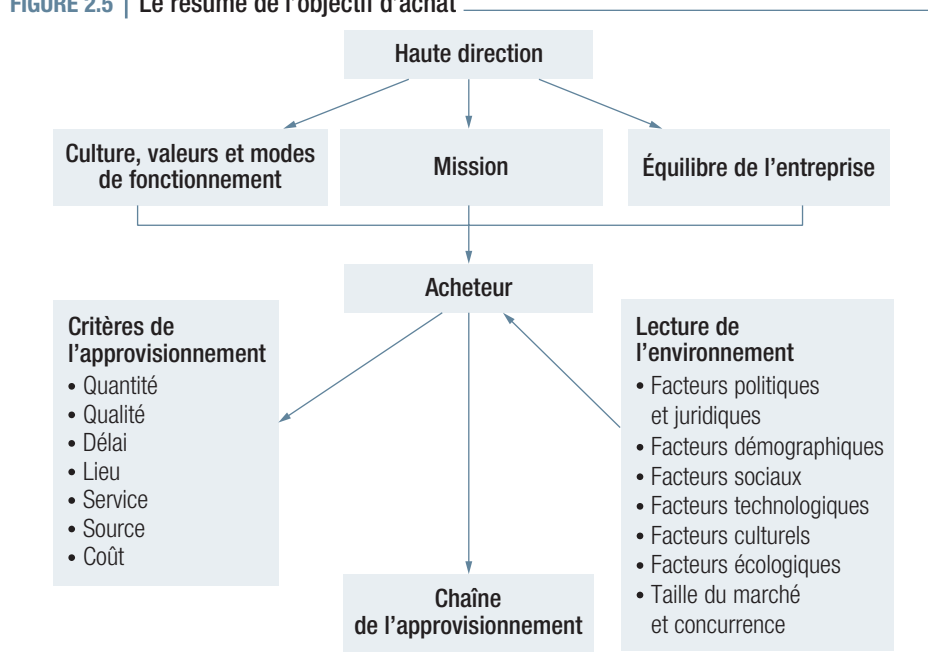 FIGURE 2.5 | Le résumé de l'objectif d'achat
Haute direction
Culture, valeurs et modes
de fonctionnement
Mission
Équilibre de l'entreprise
Acheteur
Critères de
l'approvisionnement
• Quantité
• Qualité
• Délai
• Lieu
• Service
• Source
• Coût
Lecture de
l'environnement
• Facteurs politiques
et juridiques
• Facteurs démographiques
• Facteurs sociaux
• Facteurs technologiques
• Facteurs culturels
• Facteurs écologiques
• Taille du marché
et concurrence
Chaîne
de l'approvisionnement